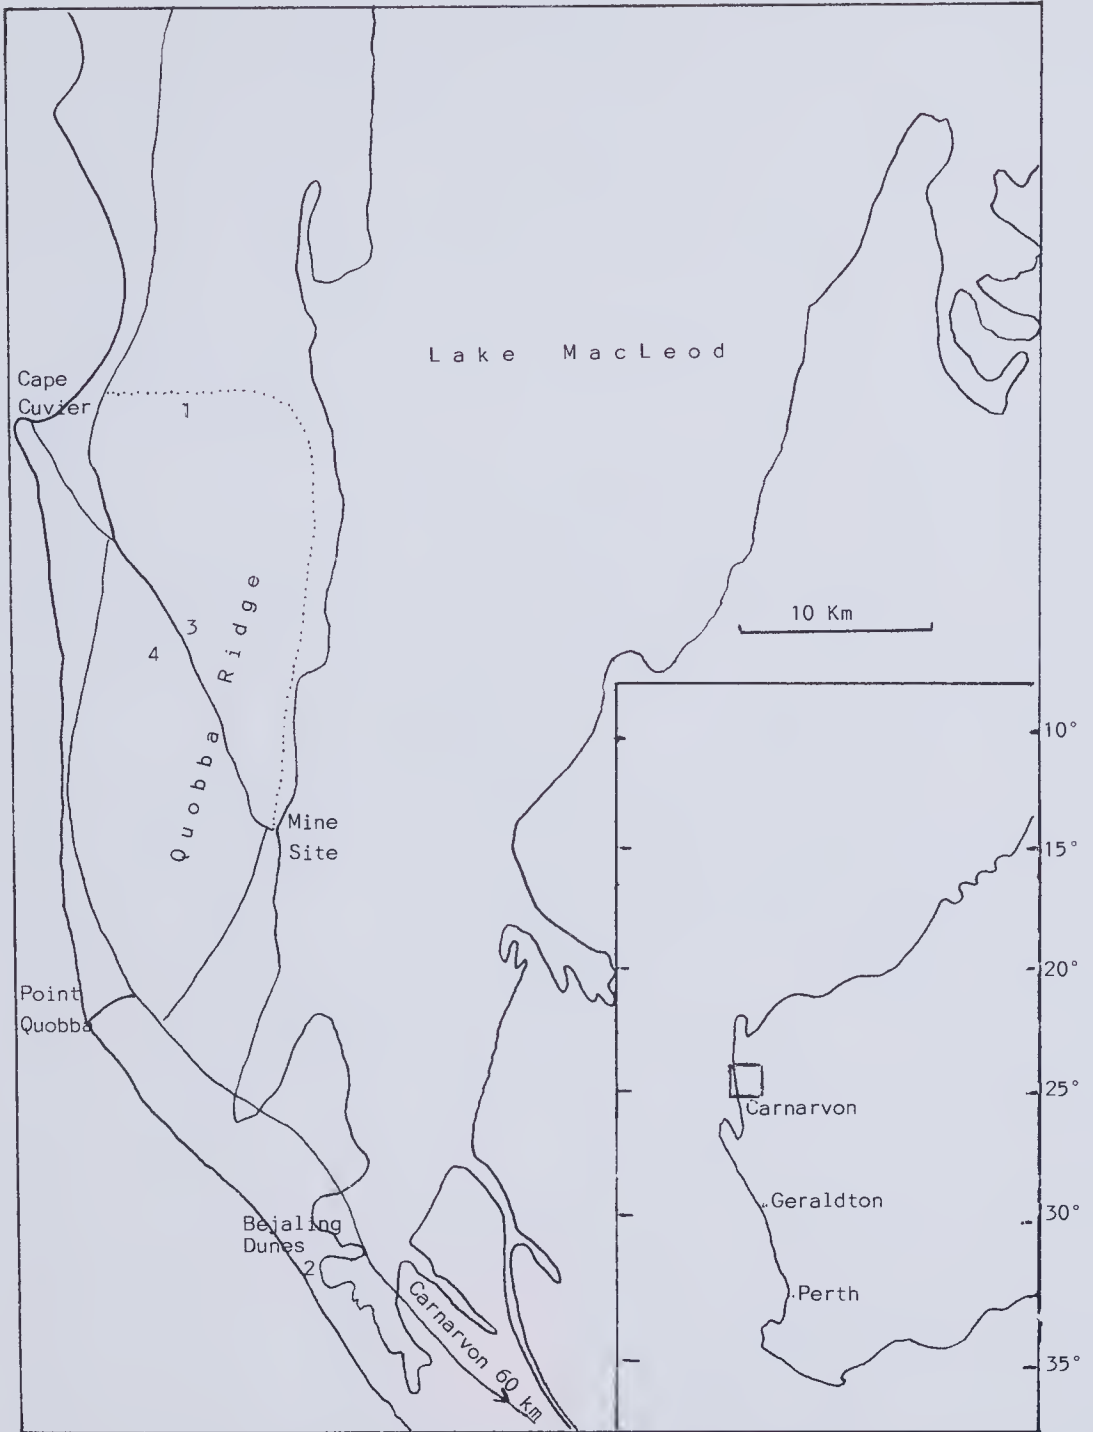 Lake MacLeod
Cape
Cuvier
1
10 Km
3
4
Quobba Ridge
Mine
Site
Point
Quobba
Bejaling
Dunes
2
Carnarvon 60 km
10°
15°
20°
25°
Carnarvon
Geraldton
30°
Perth
35°